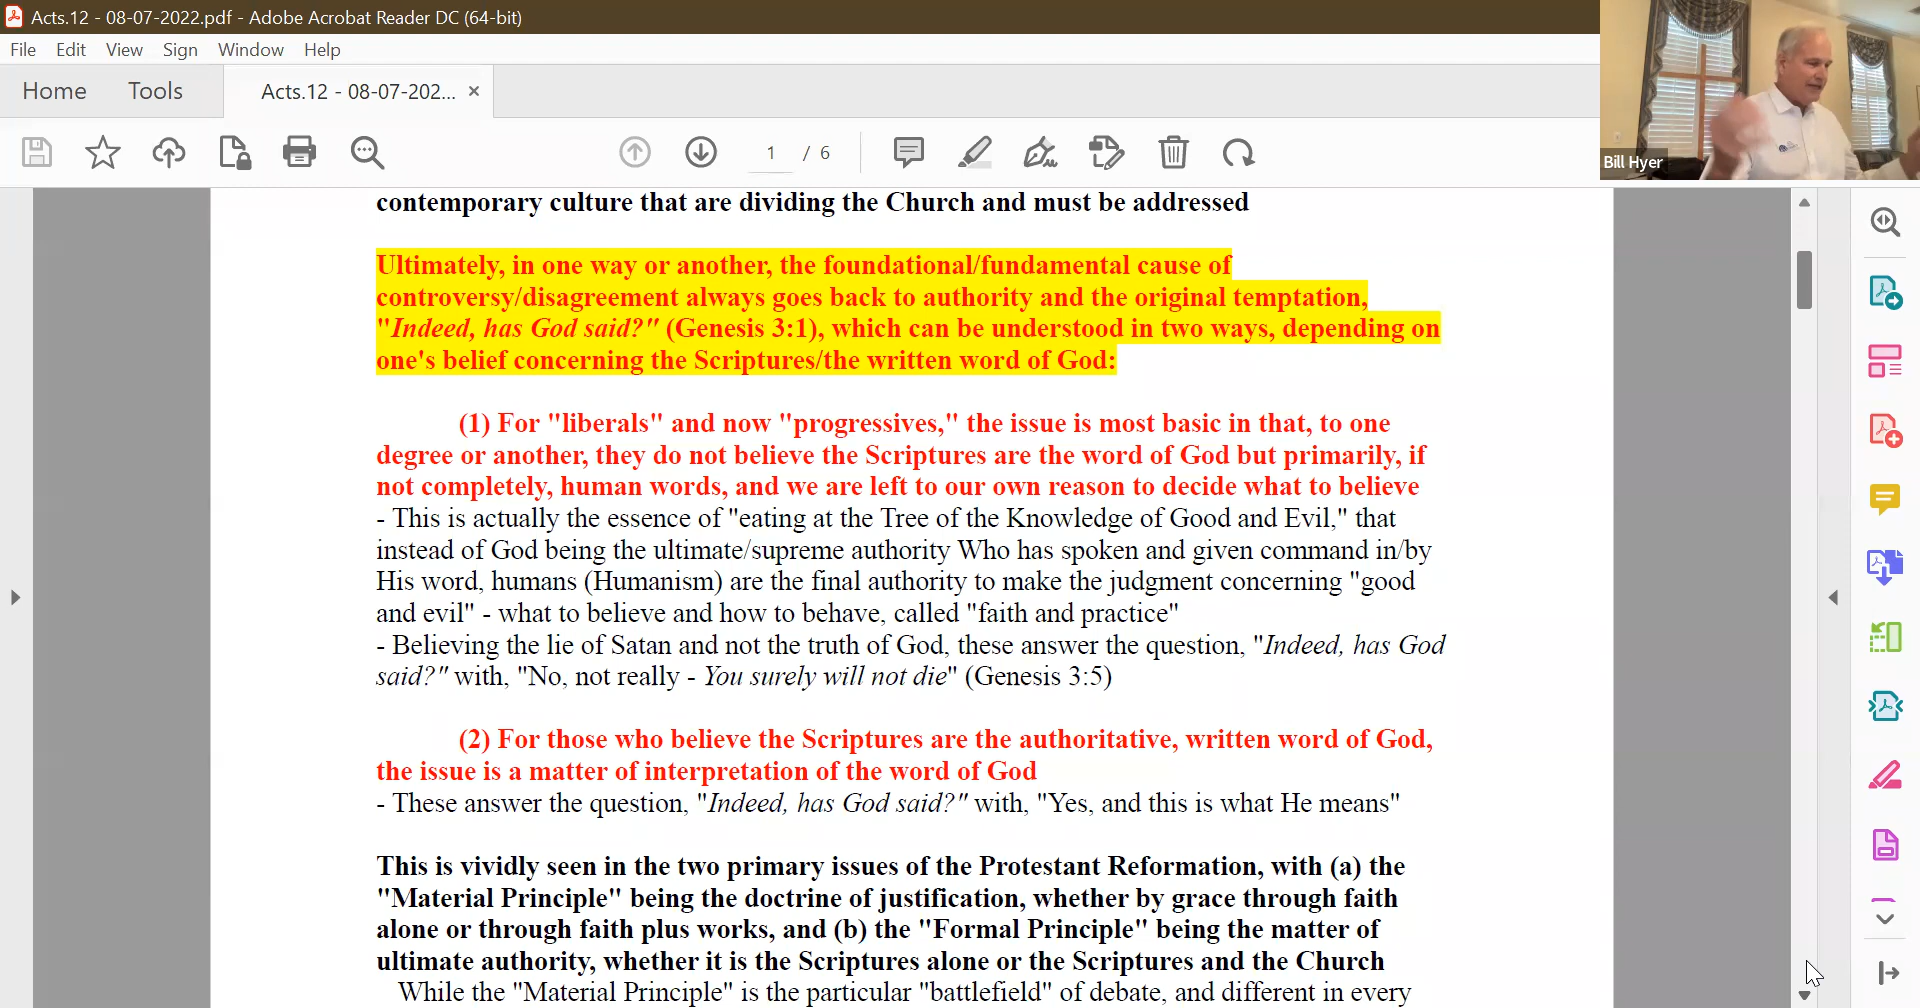 Acts.12 - 08-07-2022.pdf - Adobe Acrobat Reader DC (64-bit)
File Edit View Sign Window Help
Home Tools Acts.12 - 08-07-202... ×
1 / 6
Bill Hyer
contemporary culture that are dividing the Church and must be addressed
Ultimately, in one way or another, the foundational/fundamental cause of
controversy/disagreement always goes back to authority and the original temptation,
"Indeed, has God said?" (Genesis 3:1), which can be understood in two ways, depending on
one's belief concerning the Scriptures/the written word of God:
(1) For "liberals" and now "progressives," the issue is most basic in that, to one
degree or another, they do not believe the Scriptures are the word of God but primarily, if
not completely, human words, and we are left to our own reason to decide what to believe
- This is actually the essence of "eating at the Tree of the Knowledge of Good and Evil," that
instead of God being the ultimate/supreme authority Who has spoken and given command in/by
His word, humans (Humanism) are the final authority to make the judgment concerning "good
and evil" - what to believe and how to behave, called "faith and practice"
- Believing the lie of Satan and not the truth of God, these answer the question, "Indeed, has God
said?" with, "No, not really - You surely will not die" (Genesis 3:5)
(2) For those who believe the Scriptures are the authoritative, written word of God,
the issue is a matter of interpretation of the word of God
- These answer the question, "Indeed, has God said?" with, "Yes, and this is what He means"
This is vividly seen in the two primary issues of the Protestant Reformation, with (a) the
"Material Principle" being the doctrine of justification, whether by grace through faith
alone or through faith plus works, and (b) the "Formal Principle" being the matter of
ultimate authority, whether it is the Scriptures alone or the Scriptures and the Church
While the "Material Principle" is the particular "battlefield" of debate, and different in every